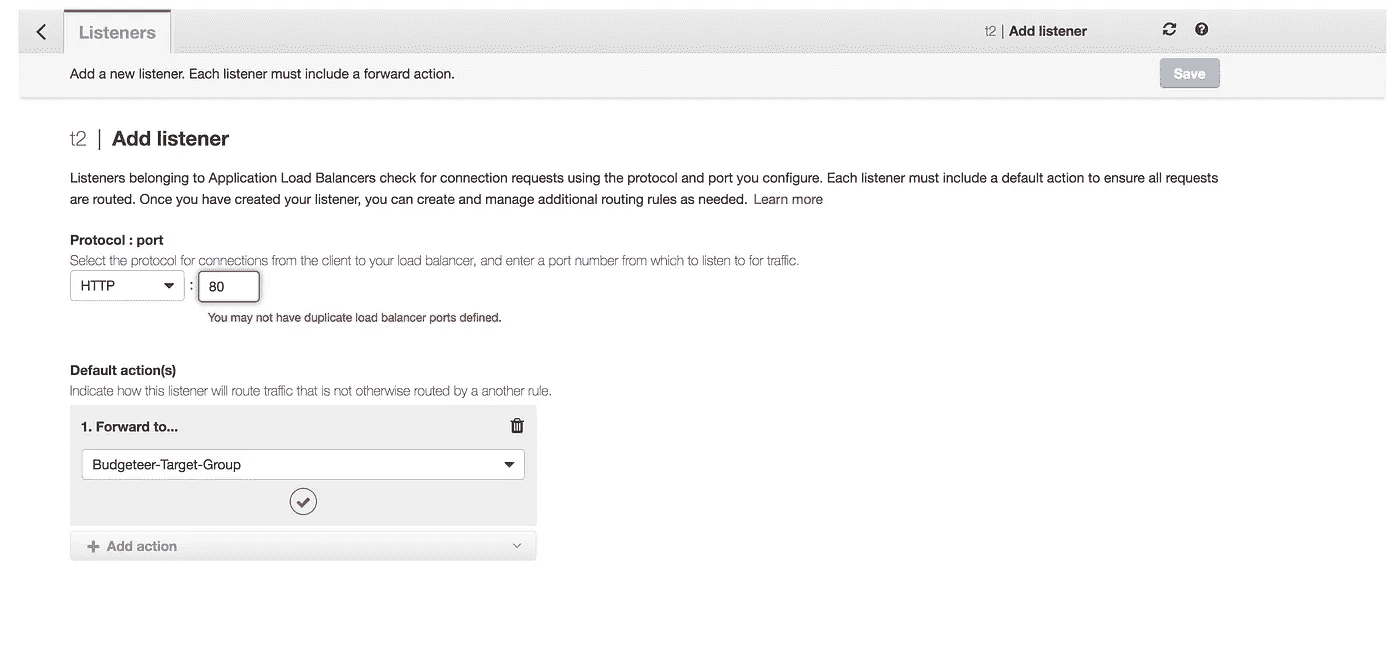 Listeners
t2 | Add listener
Add a new listener. Each listener must include a forward action.
Save
t2 | Add listener
Listeners belonging to Application Load Balancers check for connection requests using the protocol and port you configure. Each listener must include a default action to ensure all requests
are routed. Once you have created your listener, you can create and manage additional routing rules as needed. Learn more
Protocol : port
Select the protocol for connections from the client to your load balancer, and enter a port number from which to listen to for traffic.
HTTP : 80
You may not have duplicate load balancer ports defined.
Default action(s)
Indicate how this listener will route traffic that is not otherwise routed by a another rule.
1. Forward to...
Budgeteer-Target-Group
Add action